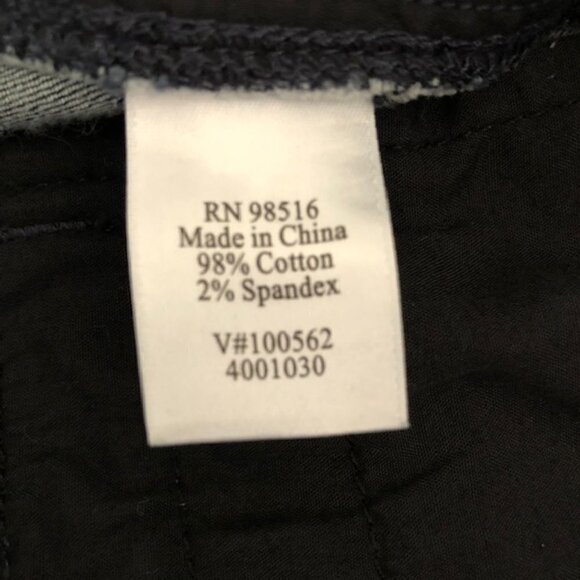 RN 98516
Made in China
98% Cotton
2% Spandex
V#100562
4001030